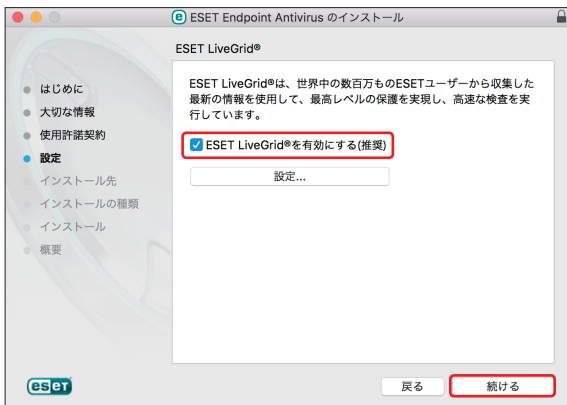 ESET Endpoint Antivirus のインストール
ESET LiveGrid®
はじめに
大切な情報
使用許諾契約
設定
インストール先
インストールの種類
インストール
概要
ESET LiveGrid®は、世界中の数百万ものESETユーザーから収集した
最新の情報を使用して、最高レベルの保護を実現し、高速な検査を実
行しています。
ESET LiveGrid®を有効にする(推奨)
設定...
eset
戻る
続ける